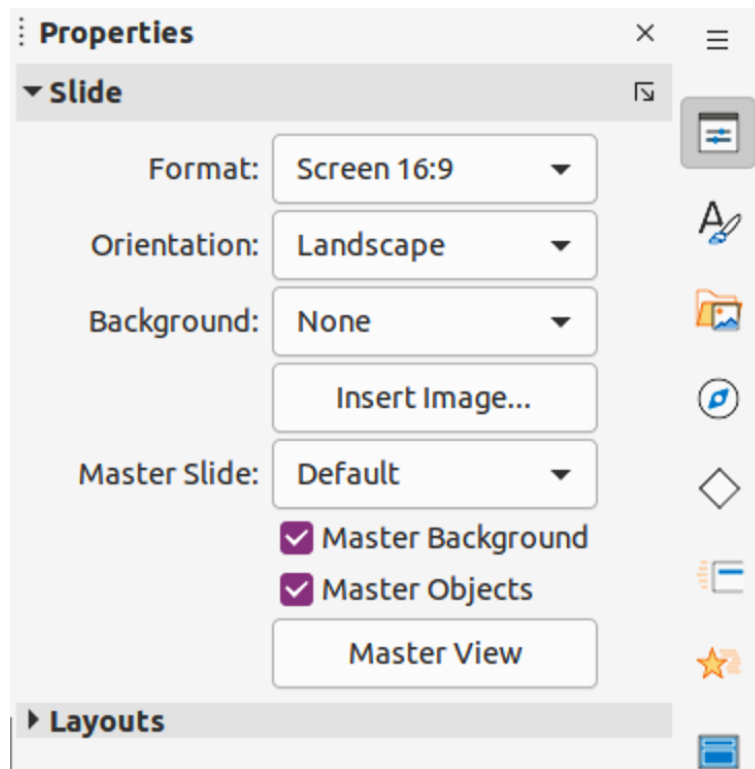 Properties
Slide
Format: Screen 16:9
Orientation: Landscape
Background: None
Insert Image...
Master Slide: Default
Master Background
Master Objects
Master View
Layouts